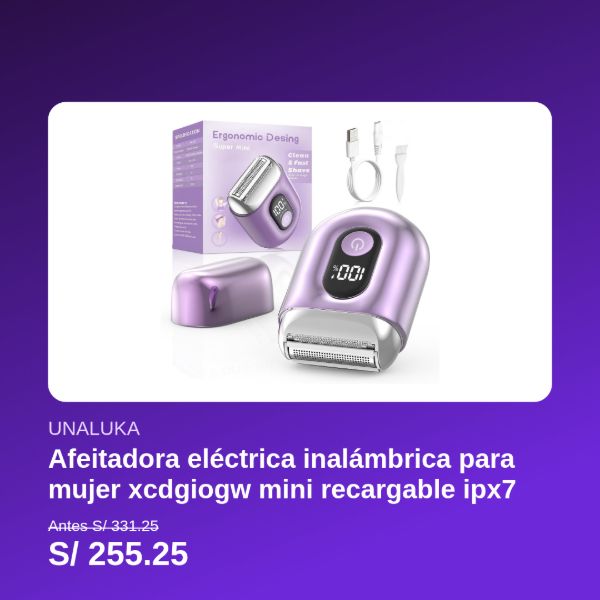 Ergonomic Desing
Super Mini
Clean
& Fast
Shave
100%
%100
UNALUKA
Afeitadora eléctrica inalámbrica para
mujer xcdgiogw mini recargable ipx7
Antes S/ 331.25
S/ 255.25